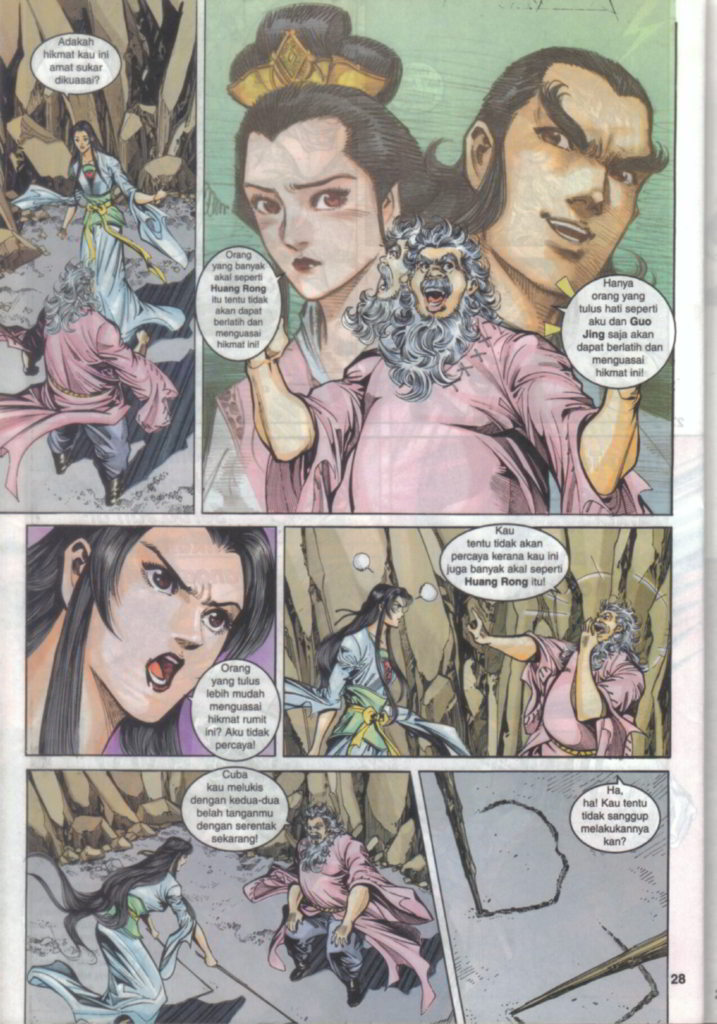 Adakah
hikmat kau ini
amat sukar
dikuasai?
Orang
yang banyak
akal seperti
Huang Rong
itu tentu tidak
akan dapat
berlatih dan
menguasai
hikmat ini!
Hanya
orang yang
tulus hati seperti
aku dan Guo
Jing saja akan
dapat berlatih dan
menguasai
hikmat ini!
Orang
yang tulus
lebih mudah
menguasai
hikmat rumit
ini? Aku tidak
percaya!
Kau
tentu tidak akan
percaya kerana kau ini
juga banyak akal seperti
Huang Rong itu!
Cuba
kau melukis
dengan kedua-dua
belah tanganmu
dengan serentak
sekarang!
Ha,
ha! Kau tentu
tidak sanggup
melakukannya
kan?
28